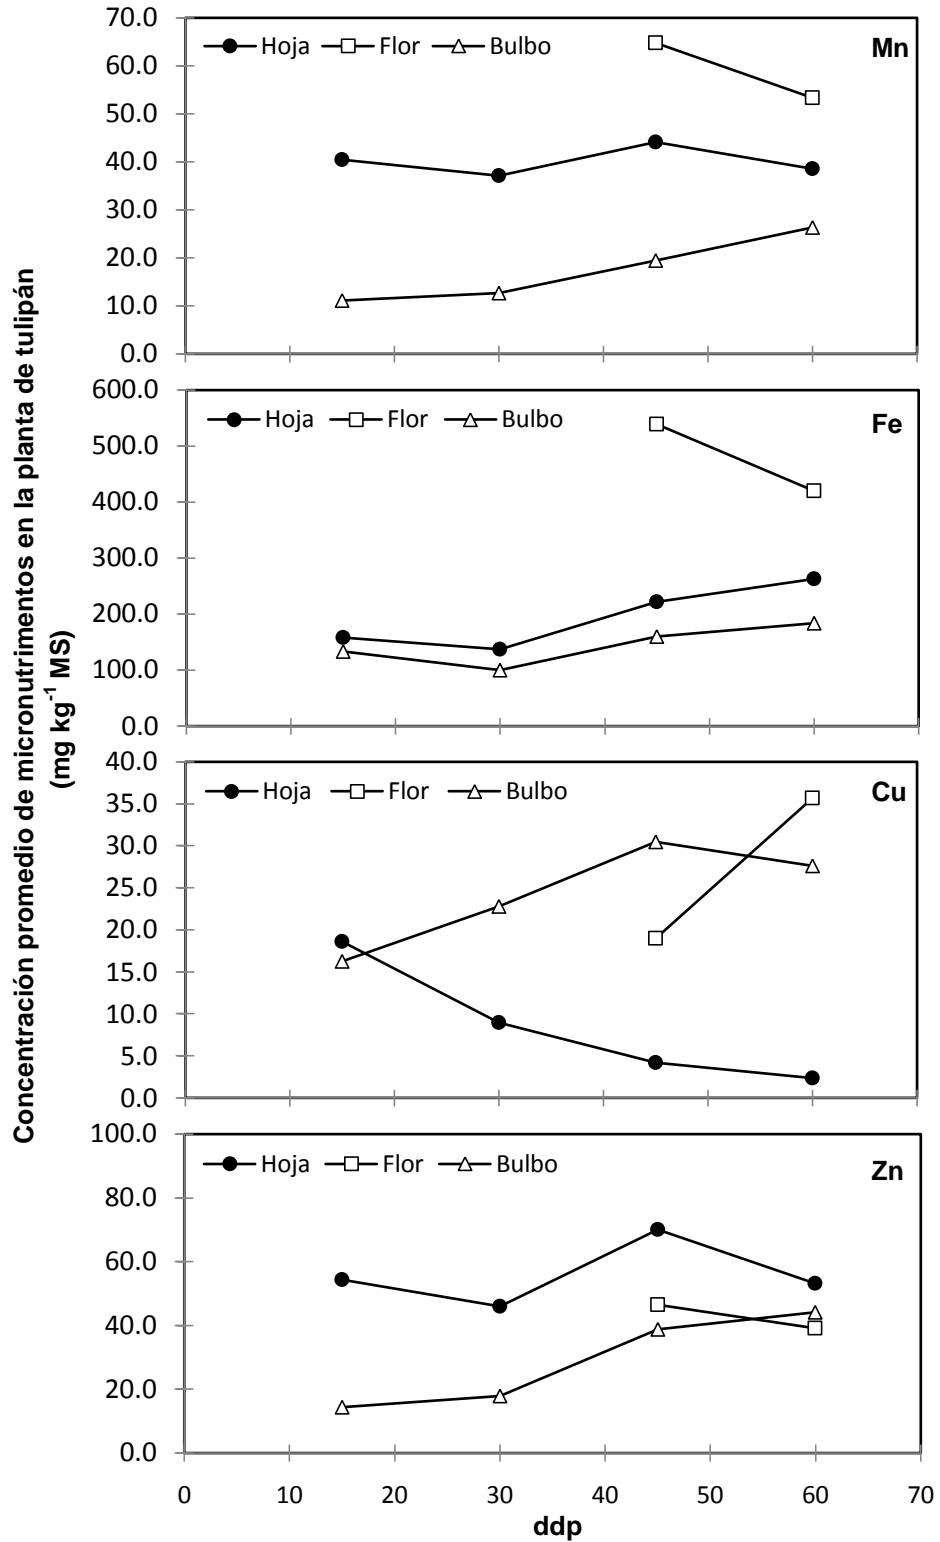 Concentración promedio de micronutrimentos en la planta de tulipán
(mg kg-1 MS)
70.0
60.0
50.0
40.0
30.0
20.0
10.0
0.0
Hoja Flor Bulbo
Mn
600.0
500.0
400.0
300.0
200.0
100.0
0.0
Hoja Flor Bulbo
Fe
40.0
35.0
30.0
25.0
20.0
15.0
10.0
5.0
0.0
Hoja Flor Bulbo
Cu
100.0
80.0
60.0
40.0
20.0
0.0
Hoja Flor Bulbo
Zn
0 10 20 30 40 50 60 70
ddp